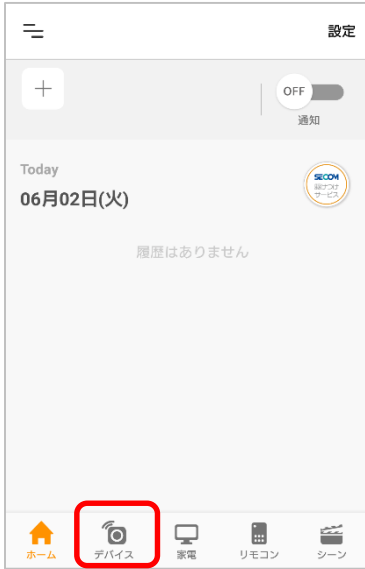 設定
OFF
通知
Today
SECOM
駆けつけ
サービス
06月02日(火)
履歴はありません
ホーム
デバイス
家電
リモコン
シーン